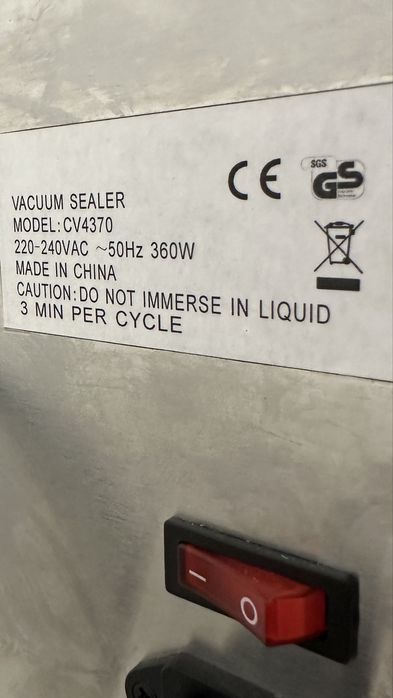 VACUUM SEALER
MODEL: CV4370
220-240VAC ~50Hz 360W
MADE IN CHINA
CAUTION: DO NOT IMMERSE IN LIQUID
3 MIN PER CYCLE
CE
SGS
GS
I
O